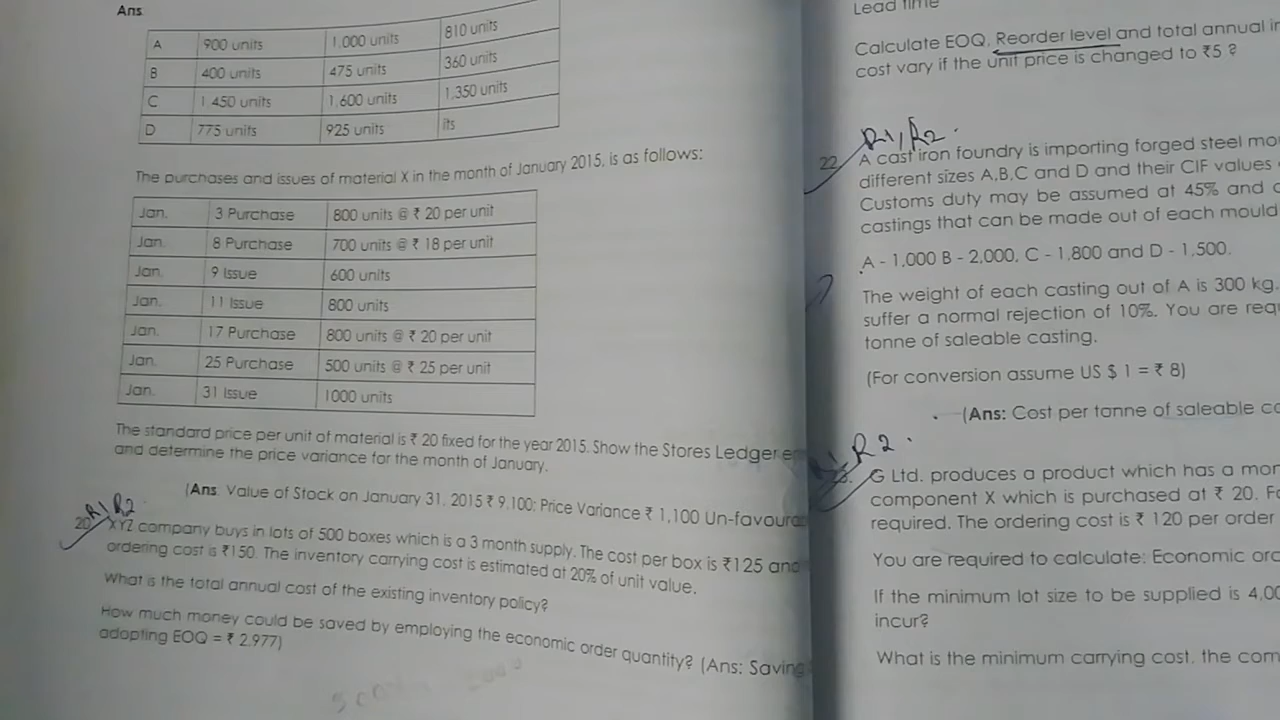 Ans
A 900 units 1,000 units 810 units
B 400 units 475 units 360 units
C 1,450 units 1,600 units 1,350 units
D 775 units 925 units its
The purchases and issues of material X in the month of January 2015, is as follows:
Jan. 3 Purchase 800 units @ ₹ 20 per unit
Jan. 8 Purchase 700 units @ ₹ 18 per unit
Jan. 9 Issue 600 units
Jan. 11 Issue 800 units
Jan. 17 Purchase 800 units @ ₹ 20 per unit
Jan. 25 Purchase 500 units @ ₹ 25 per unit
Jan. 31 Issue 1000 units
The standard price per unit of material is ₹ 20 fixed for the year 2015. Show the Stores Ledger
and determine the price variance for the month of January.
(Ans. Value of Stock on January 31, 2015 ₹ 9,100; Price Variance ₹ 1,100
R1/R2.
20. XYZ company buys in lots of 500 boxes which is a 3 month supply. The cost per box is ₹125 and
ordering cost is ₹150. The inventory carrying cost is estimated at 20% of unit value.
What is the total annual cost of the existing inventory policy?
How much money could be saved by employing the economic order quantity? (Ans: Saving
adopting EOQ = ₹ 2,977)
Lead time
Calculate EOQ, Reorder level and total annual
cost vary if the unit price is changed to ₹5 ?
R1/R2.
22. A cast iron foundry is importing forged steel
different sizes A,B,C and D and their CIF values
Customs duty may be assumed at 45% and
castings that can be made out of each mould
A - 1,000 B - 2,000, C - 1,800 and D - 1,500.
The weight of each casting out of A is 300 kg.
suffer a normal rejection of 10%. You are
tonne of saleable casting.
(For conversion assume US $ 1 = ₹ 8)
(Ans: Cost per tonne of saleable
R2.
G Ltd. produces a product which has a
component X which is purchased at ₹ 20.
required. The ordering cost is ₹ 120 per order
You are required to calculate: Economic
If the minimum lot size to be supplied is
incur?
What is the minimum carrying cost, the